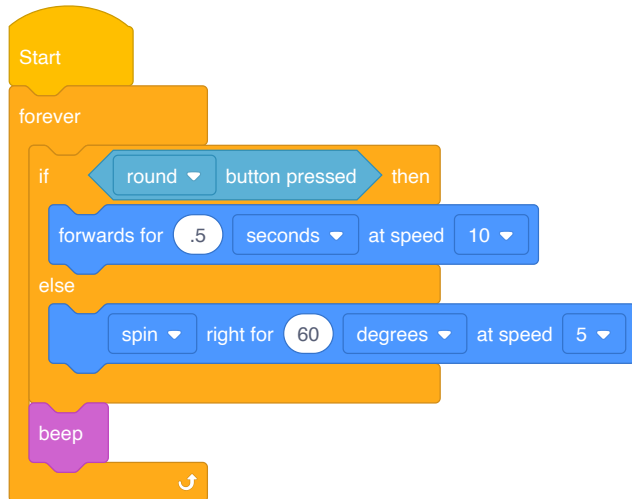 Start
forever
if round button pressed then
forwards for .5 seconds at speed 10
else
spin right for 60 degrees at speed 5
beep